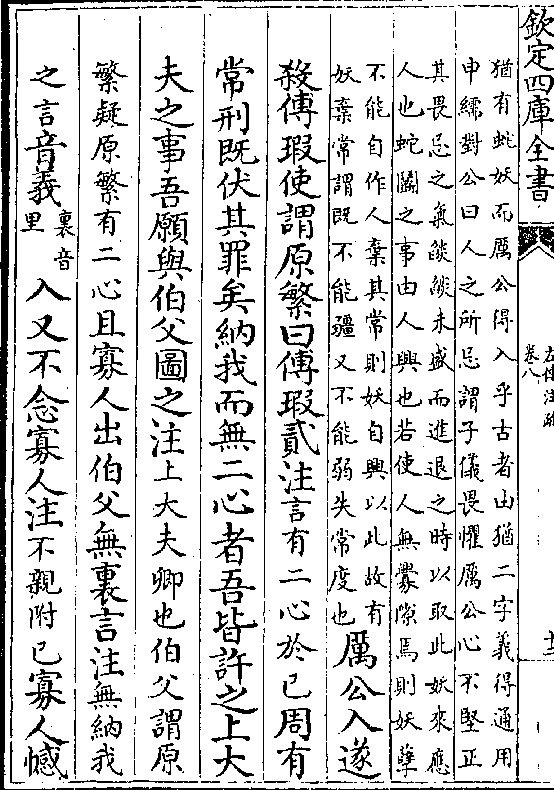 欽定四庫全書
左傳注疏
卷八
十三
猶有蛇妖而厲公得入乎古者由猶二字義得通用
申繻對公曰人之所忌謂子儀畏懼厲公心不堅正
其畏忌之氣燄燄未盛而進退之時以取此妖來應
人也蛇鬭之事由人興也若使人無釁隙焉則妖孽
不能自作人棄其常則妖自興以此故有
妖棄常謂既不能彊又不能弱失常度也
厲公入遂
殺傅瑕使謂原繁曰傅瑕貳注言有二心於己周有
常刑既伏其罪矣納我而無二心者吾皆許之上大
夫之事吾願與伯父圖之注上大夫卿也伯父謂原
繁疑原繁有二心且寡人出伯父無裏言注無納我
之言音義
裏音
里
入又不念寡人注不親附己寡人憾